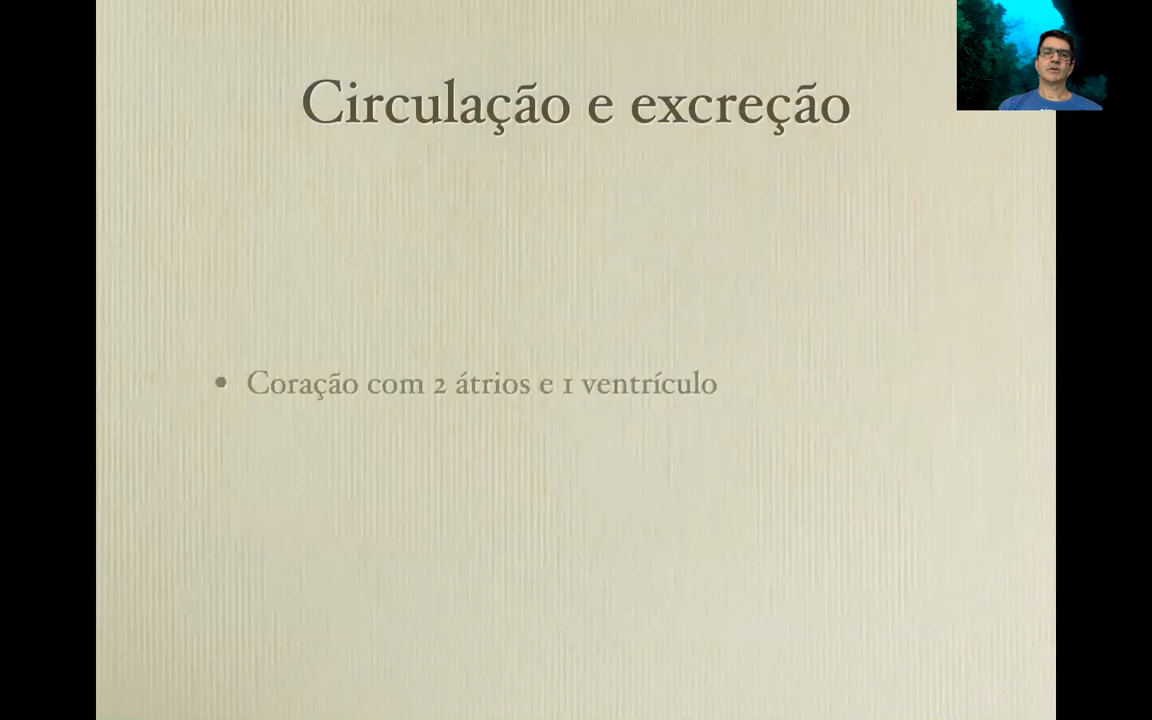 Circulação e excreção
• Coração com 2 átrios e 1 ventrículo